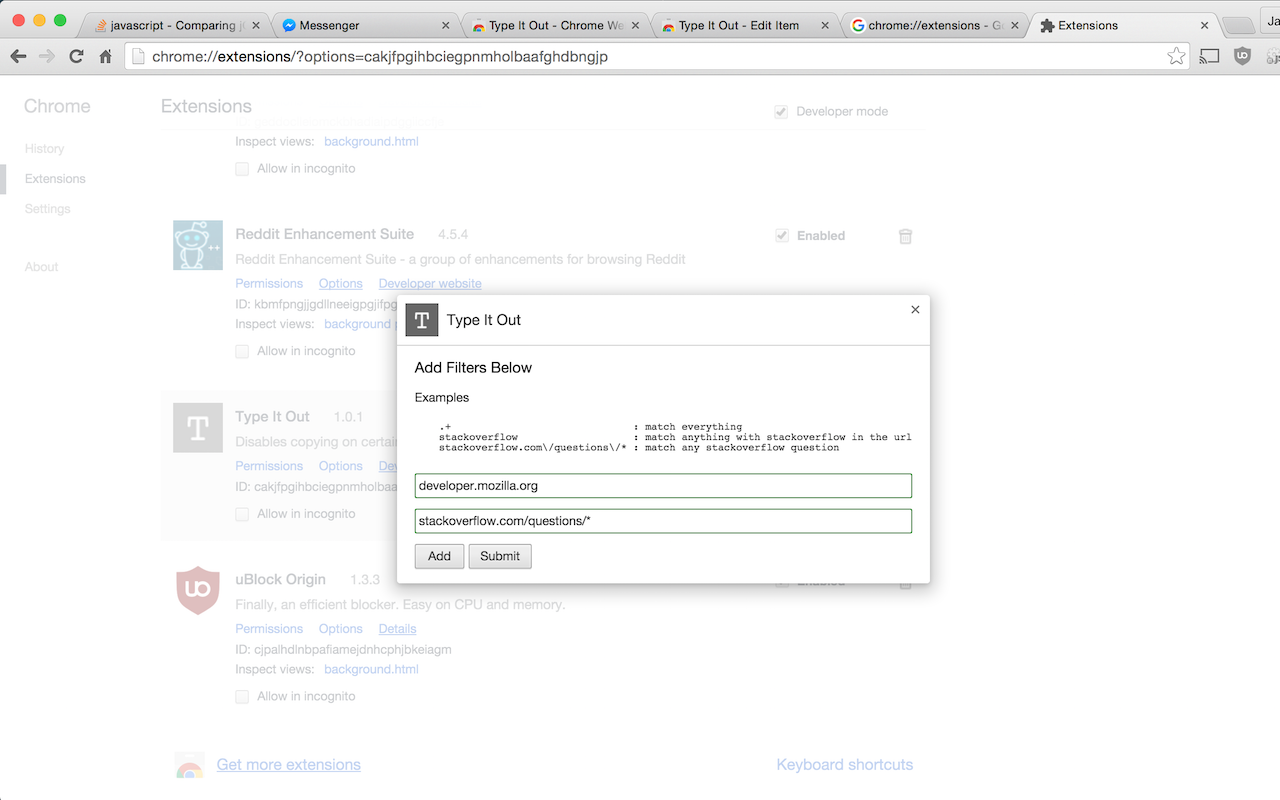 javascript - Comparing j
Messenger
Type It Out - Chrome We
Type It Out - Edit Item
chrome://extensions - G
Extensions
Ja
chrome://extensions/?options=cakjfpgihbciegpnmholbaafghdbngjp
Chrome
Extensions
Developer mode
History
Extensions
Settings
About
Inspect views: background.html
Allow in incognito
Reddit Enhancement Suite 4.5.4
Enabled
Reddit Enhancement Suite - a group of enhancements for browsing Reddit
Permissions Options Developer website
ID: kbmfpngjjgdllneeigpgjifpg
Inspect views: background p
Allow in incognito
T
Type It Out 1.0.1
Disables copying on certain
Permissions Options Dev
ID: cakjfpgihbciegpnmholbaa
Allow in incognito
T
Type It Out
Add Filters Below
Examples
.+ : match everything
stackoverflow : match anything with stackoverflow in the url
stackoverflow.com\/questions\/* : match any stackoverflow question
developer.mozilla.org
stackoverflow.com/questions/*
Add Submit
uBlock Origin 1.3.3
Enabled
Finally, an efficient blocker. Easy on CPU and memory.
Permissions Options Details
ID: cjpalhdlnbpafiamejdnhcphjbkeiagm
Inspect views: background.html
Allow in incognito
Get more extensions
Keyboard shortcuts